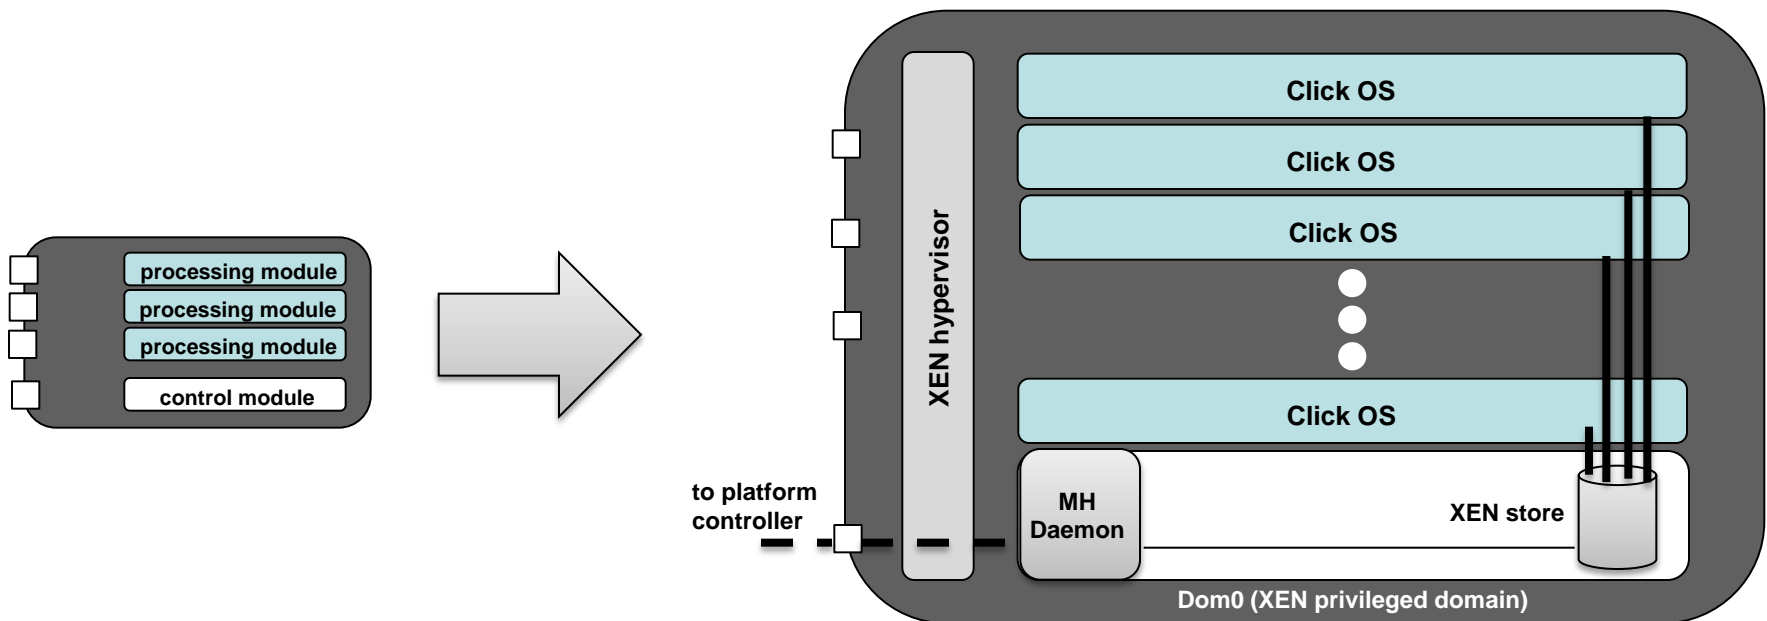 processing module
processing module
processing module
control module
XEN hypervisor
Click OS
Click OS
Click OS
Click OS
to platform
controller
MH
Daemon
XEN store
Dom0 (XEN privileged domain)